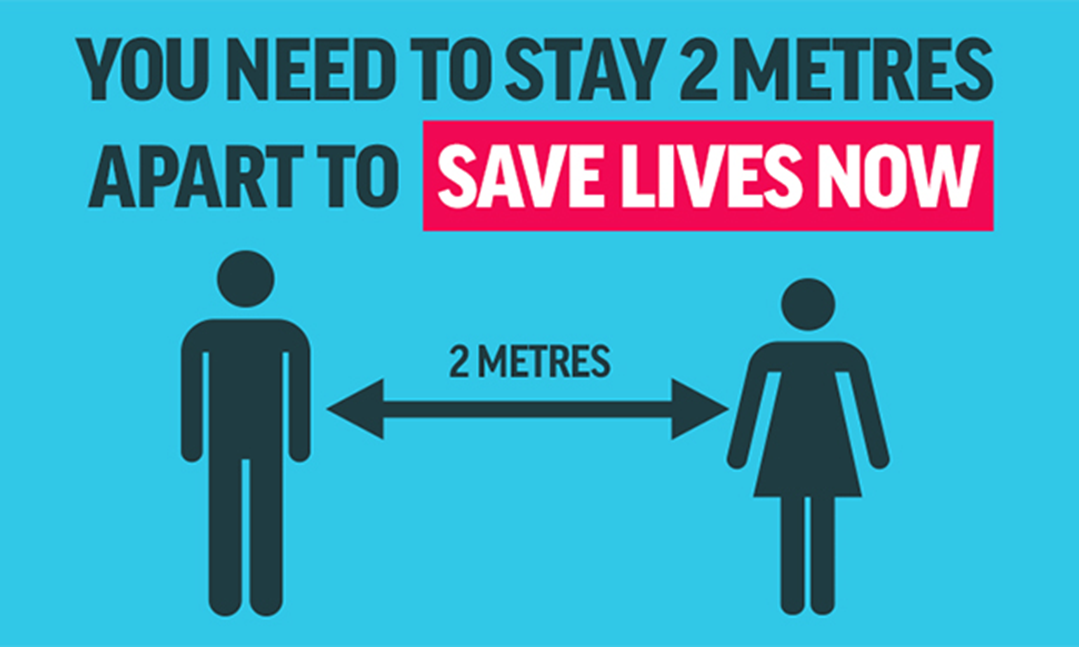 YOU NEED TO STAY 2 METRES
APART TO SAVE LIVES NOW
2 METRES